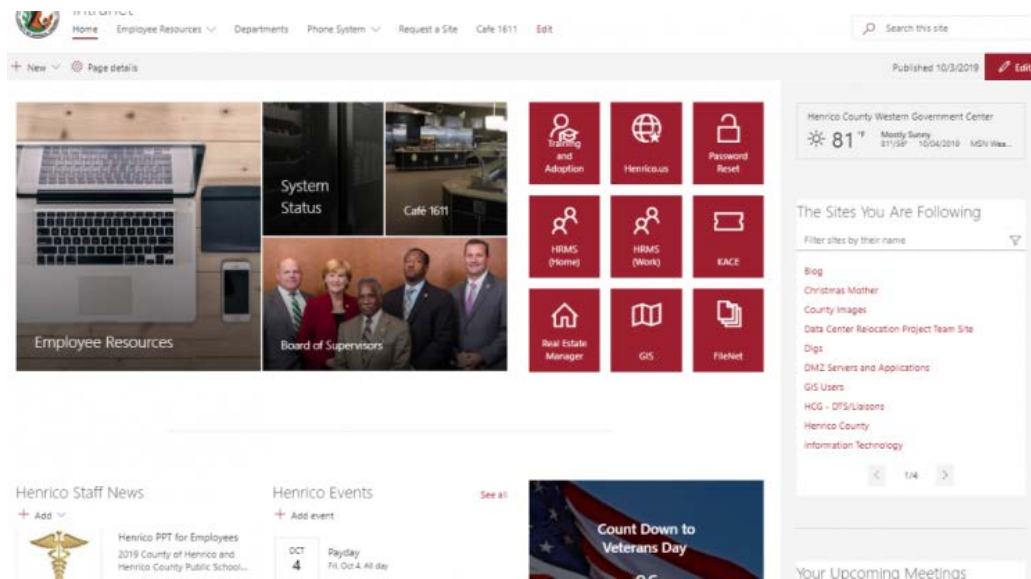 Intranet
Home Employee Resources Departments Phone System Request a Site Cafe 1611 Edit
Search this site
+ New Page details
Published 10/3/2019 Edit
Employee Resources
System
Status
Café 1611
Board of Supervisors
Training
and
Adoption
Henrico.us
Password
Reset
HRMS
(Home)
HRMS
(Work)
KACE
Real Estate
Manager
GIS
FileNet
Henrico County Western Government Center
81 °F
Mostly Sunny
10/04/2019 MSN Wea...
The Sites You Are Following
Filter sites by their name
Blog
Christmas Mother
County Images
Data Center Relocation Project Team Site
Digs
DMZ Servers and Applications
GIS Users
HCG - DTS/Liaisons
Henrico County
Information Technology
1/4
Henrico Staff News
+ Add
Henrico PPT for Employees
2019 County of Henrico and
Henrico County Public School...
Henrico Events
See all
+ Add event
OCT
4
Payday
Fri, Oct 4, All day
Count Down to
Veterans Day
Your Upcoming Meetings